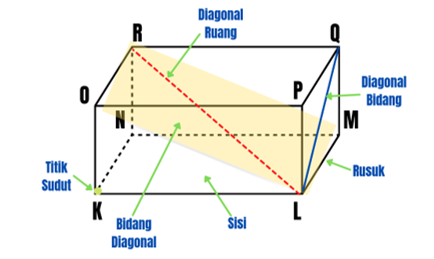 Diagonal
Ruang
R
Q
O
P
Diagonal
Bidang
N
M
Titik
Sudut
Rusuk
K
Bidang
Diagonal
Sisi
L